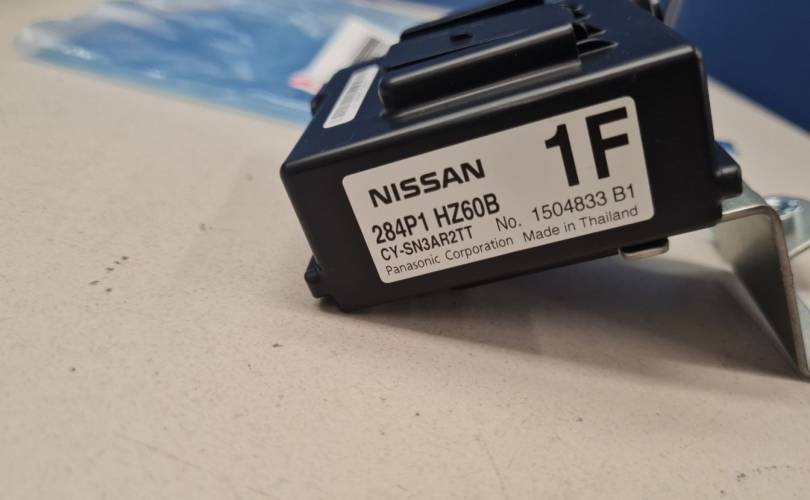 NISSAN
1F
284P1 HZ60B
No. 1504833 B1
CY-SN3AR2TT
Panasonic Corporation Made in Thailand